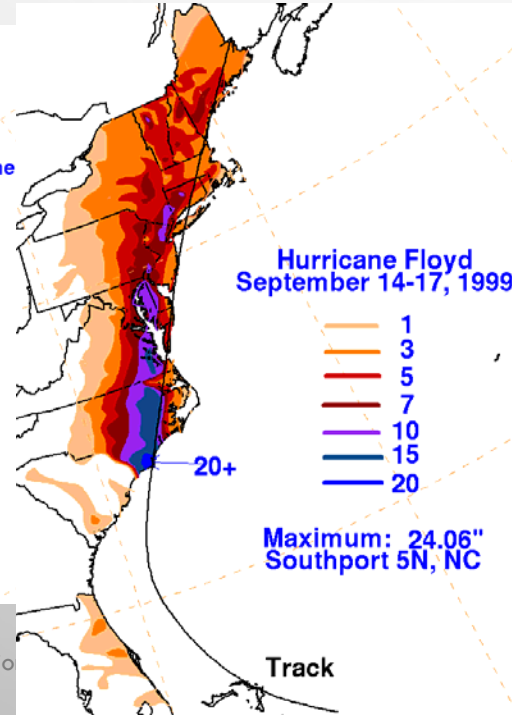 ne
Hurricane Floyd
September 14-17, 1999
1
3
5
7
10
15
20
20+
Maximum: 24.06"
Southport 5N, NC
Track
o